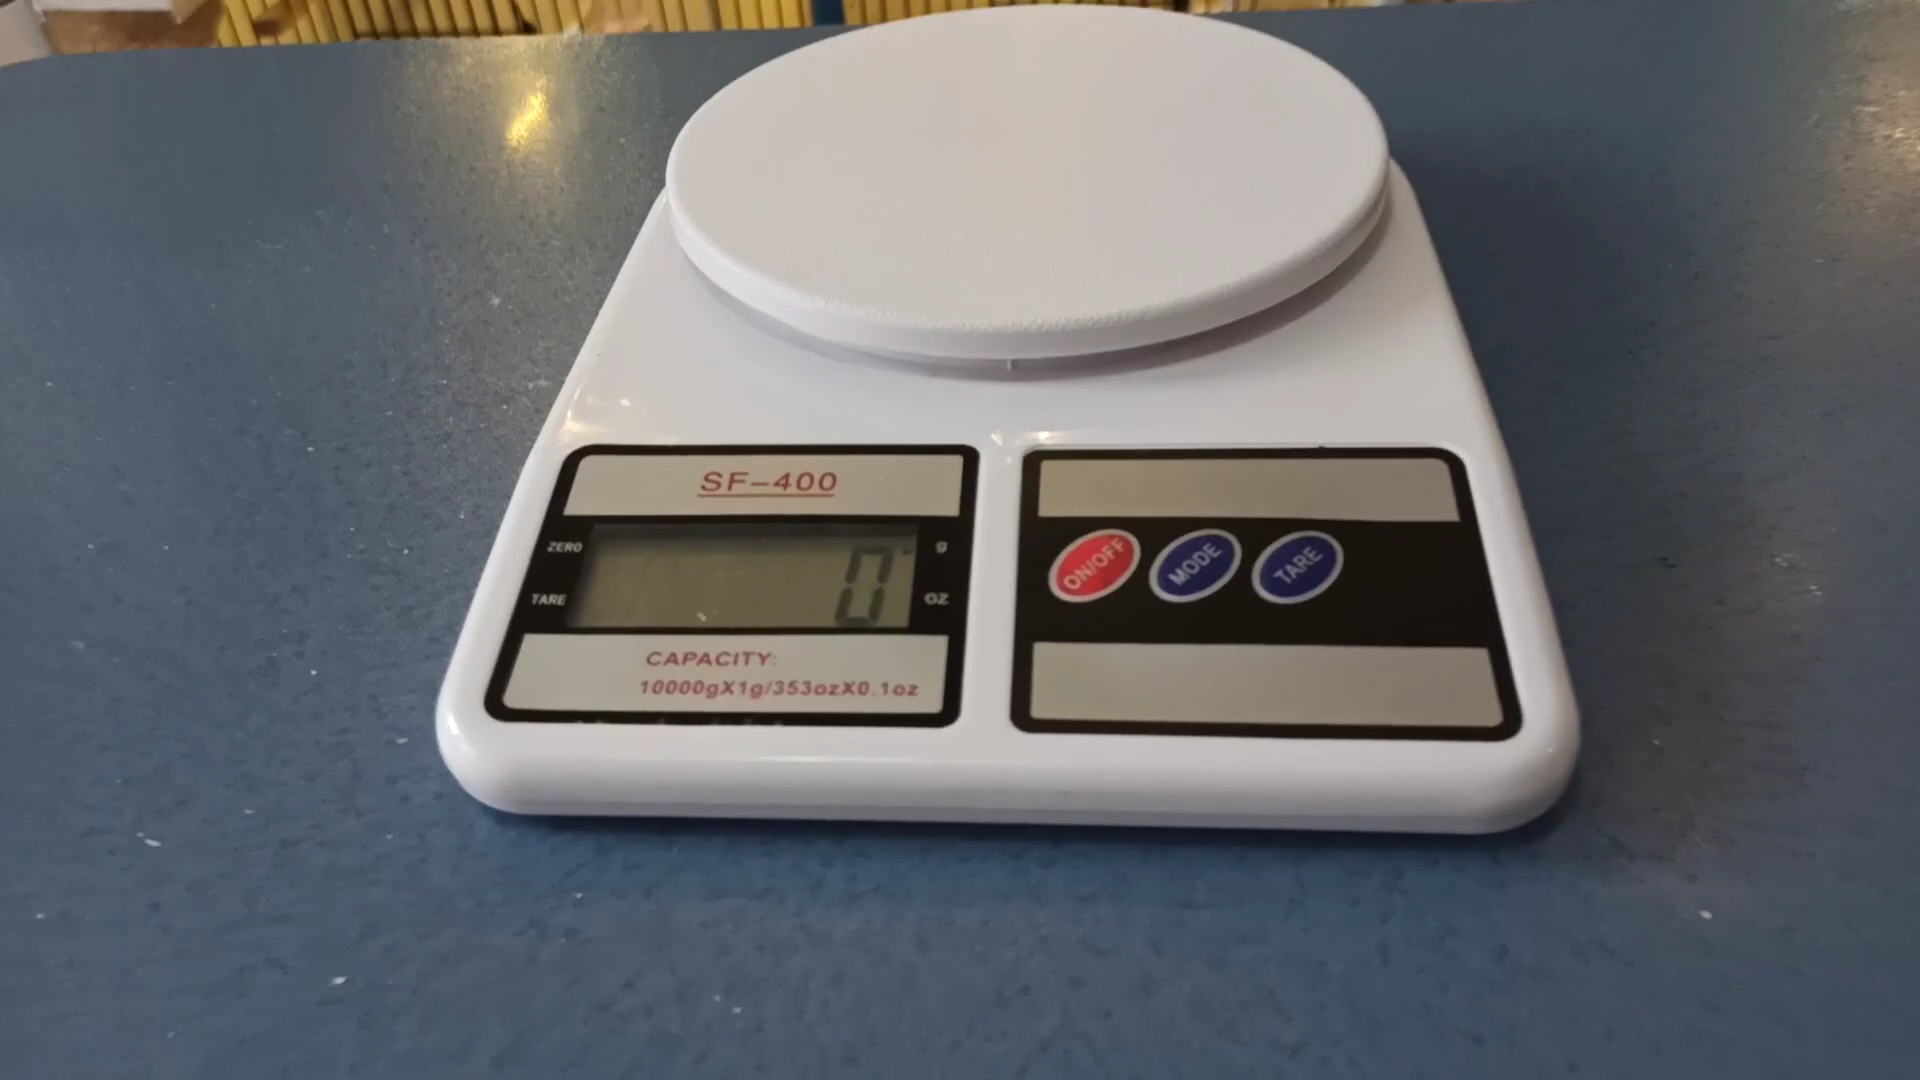 SF-400
ZERO
g
0
TARE
OZ
CAPACITY:
10000gX1g/353ozX0.1oz
ON/OFF
MODE
TARE